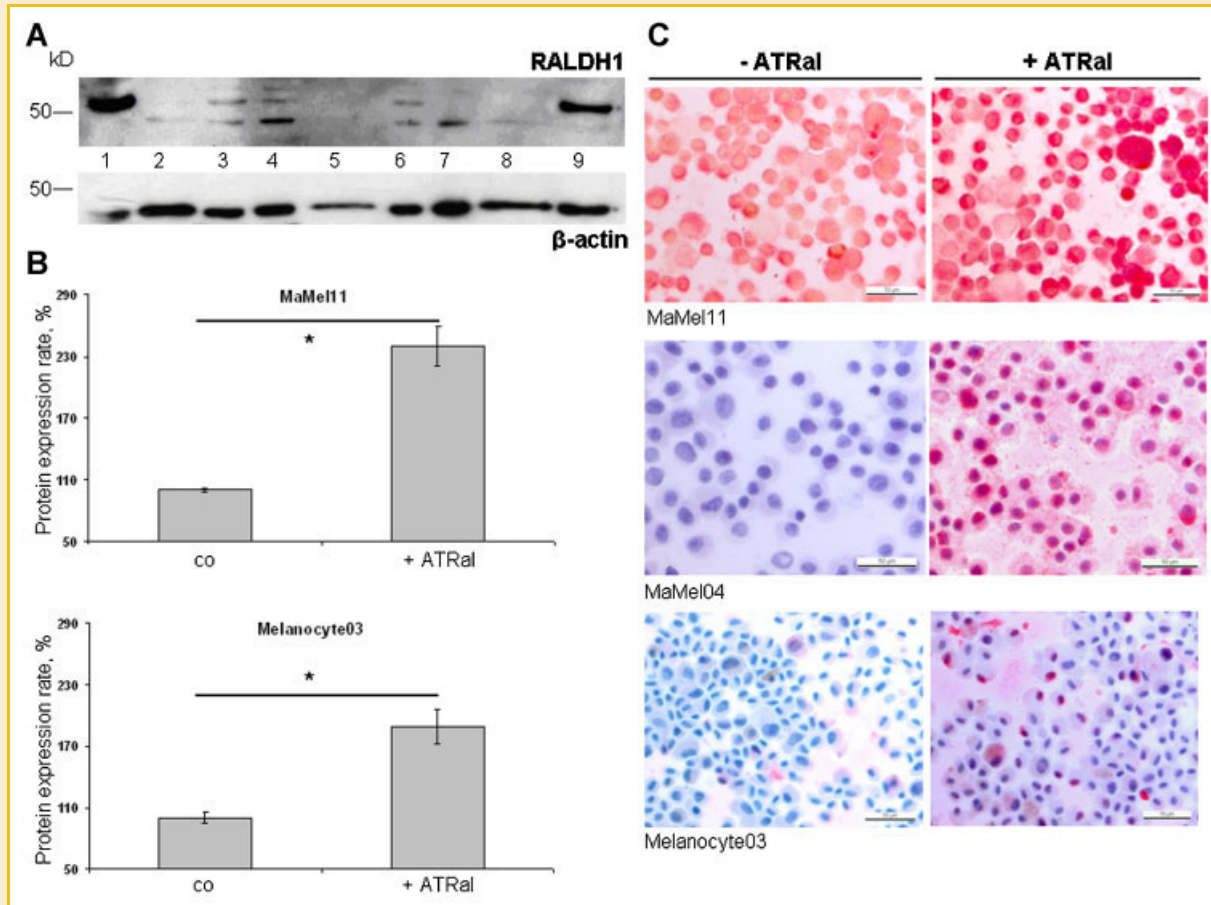 A
kD
RALDH1
50
1 2 3 4 5 6 7 8 9
50
β-actin
B
MaMel11
290
230
170
110
50
Protein expression rate, %
*
co
+ ATRal
Melanocyte03
290
230
170
110
50
Protein expression rate, %
*
co
+ ATRal
C
- ATRal
+ ATRal
MaMel11
MaMel04
Melanocyte03